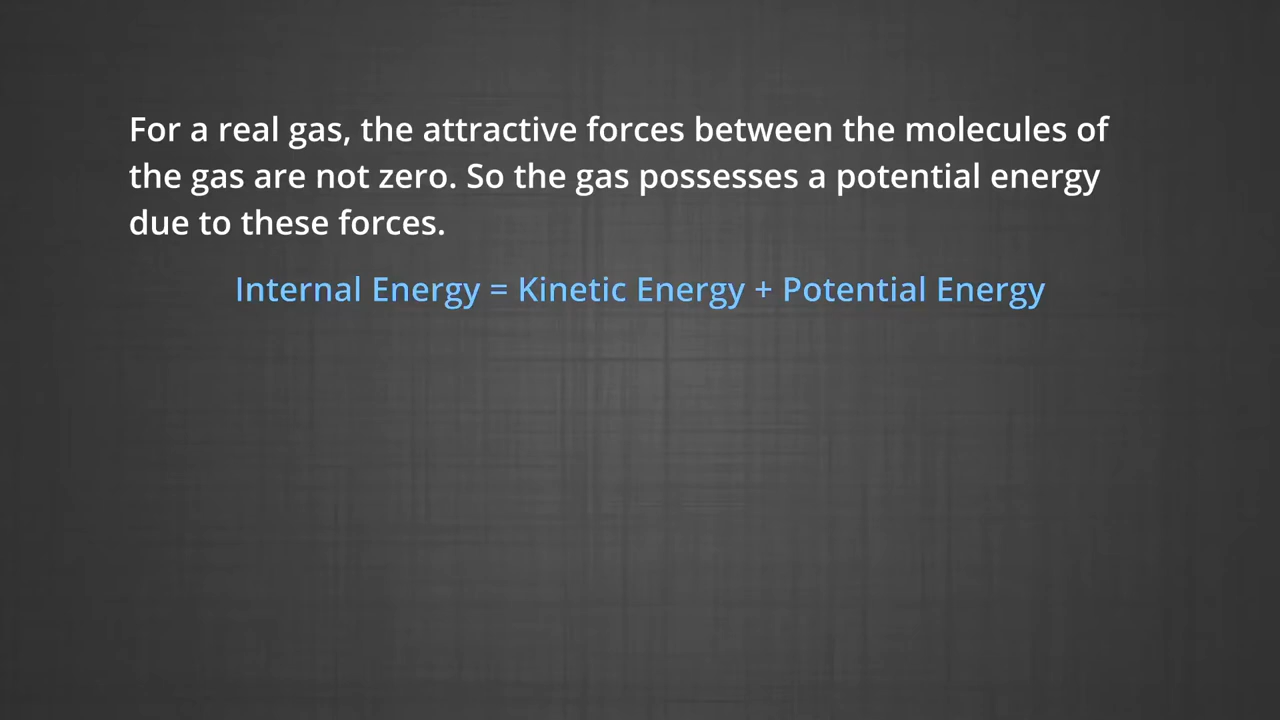 For a real gas, the attractive forces between the molecules of
the gas are not zero. So the gas possesses a potential energy
due to these forces.
Internal Energy = Kinetic Energy + Potential Energy